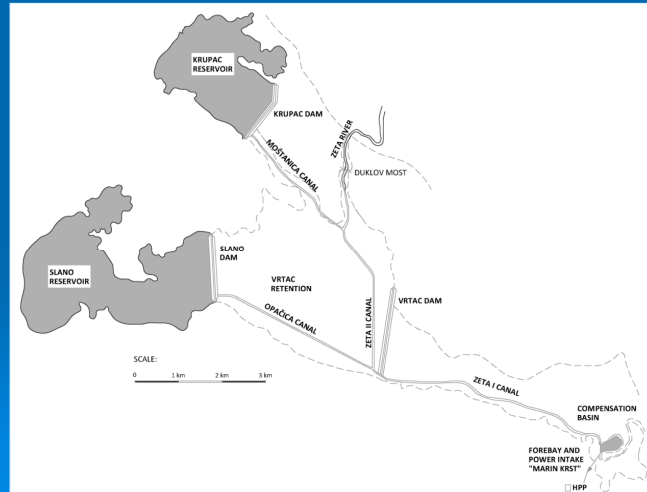 KRUPAC
RESERVOIR
KRUPAC DAM
MOŠTANICA CANAL
ZETA RIVER
DUKLOV MOST
SLANO
DAM
SLANO
RESERVOIR
VRTAC
RETENTION
OPAČICA CANAL
ZETA II CANAL
VRTAC DAM
SCALE:
0 1 km 2 km 3 km
ZETA I CANAL
COMPENSATION
BASIN
FOREBAY AND
POWER INTAKE
"MARIN KRST"
HPP